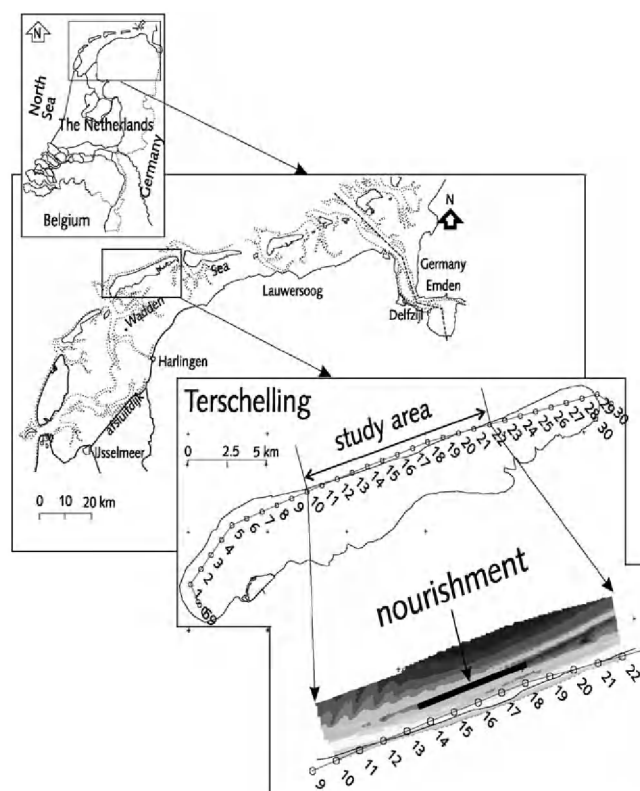 N
North
Sea
The Netherlands
Germany
Belgium
N
Germany
Emden
Delfzijl
Lauwersoog
Sea
Wadden
Harlingen
afsluitdijk
IJsselmeer
0 10 20 km
Terschelling
0 2.5 5 km
study area
1 2 3 4 5 6 7 8 9 10 11 12 13 14 15 16 17 18 19 20 21 22 23 24 25 26 27 28 29 30
30
nourishment
9 10 11 12 13 14 15 16 17 18 19 20 21 22